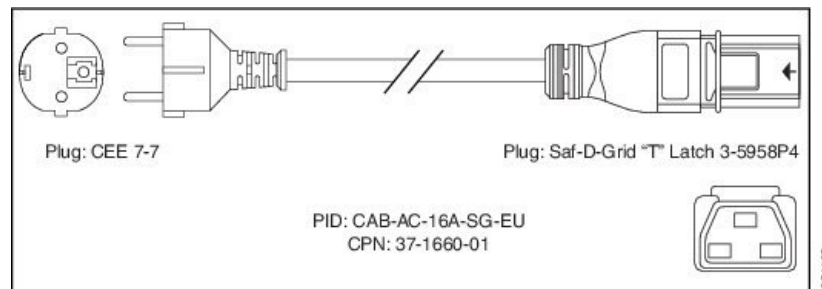 Plug: CEE 7-7
Plug: Saf-D-Grid “T” Latch 3-5958P4
PID: CAB-AC-16A-SG-EU
CPN: 37-1660-01